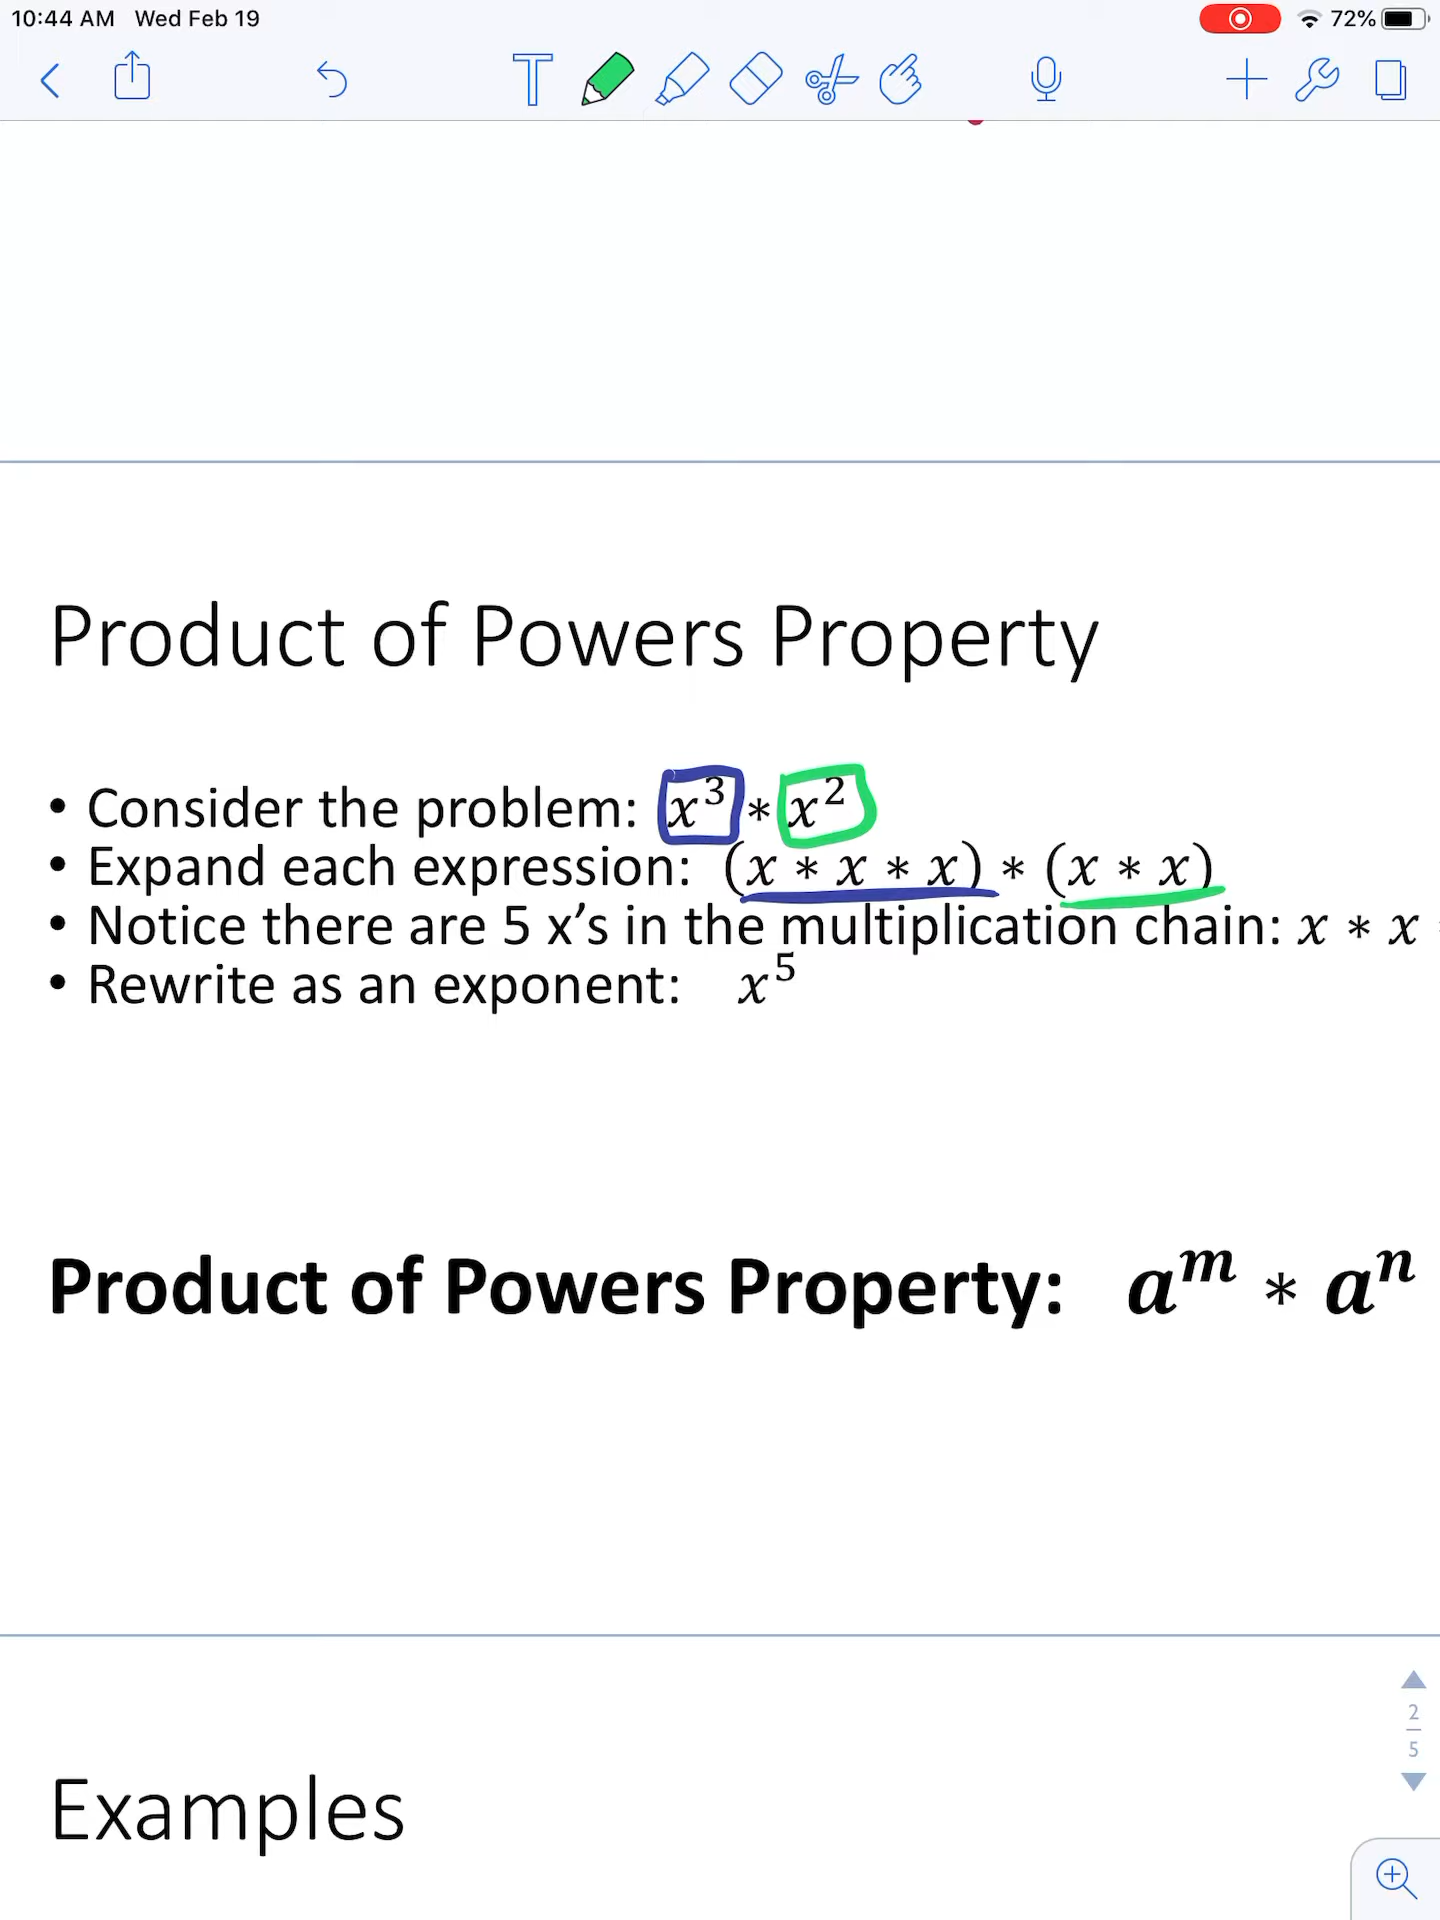 10:44 AM Wed Feb 19 72%
Product of Powers Property
• Consider the problem: x³ * x²
• Expand each expression: (x * x * x) * (x * x)
• Notice there are 5 x’s in the multiplication chain: x * x
• Rewrite as an exponent: x⁵
Product of Powers Property: aᵐ * aⁿ
2
5
Examples